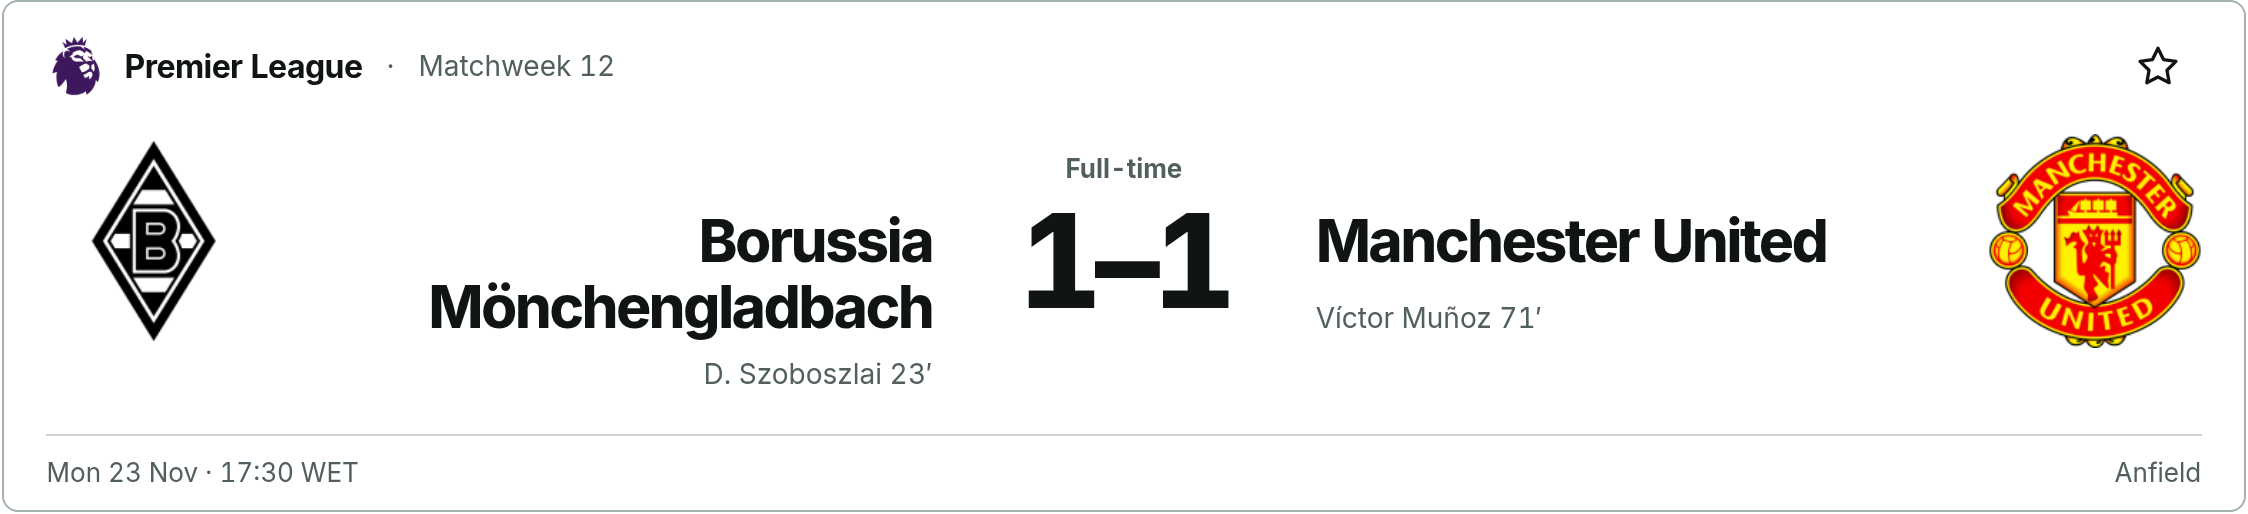 Premier League · Matchweek 12
Full-time
Borussia
Mönchengladbach
D. Szoboszlai 23′
1–1
Manchester United
Víctor Muñoz 71′
B
MANCHESTER
UNITED
Mon 23 Nov · 17:30 WET
Anfield